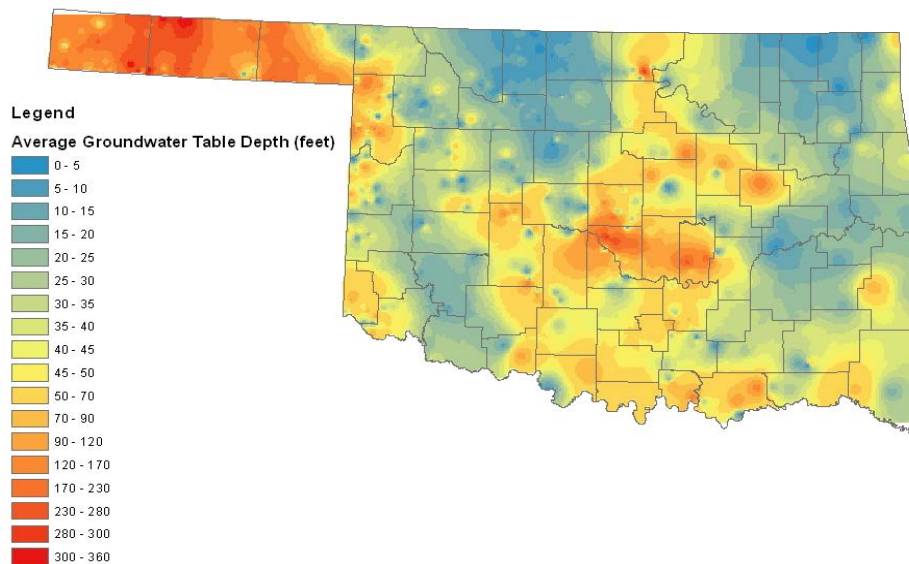 Legend
Average Groundwater Table Depth (feet)
0 - 5
5 - 10
10 - 15
15 - 20
20 - 25
25 - 30
30 - 35
35 - 40
40 - 45
45 - 50
50 - 70
70 - 90
90 - 120
120 - 170
170 - 230
230 - 280
280 - 300
300 - 360